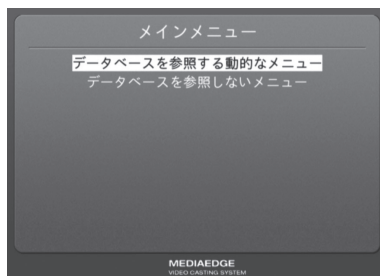 メインメニュー
データベースを参照する動的なメニュー
データベースを参照しないメニュー
MEDIAEDGE
VIDEO CASTING SYSTEM